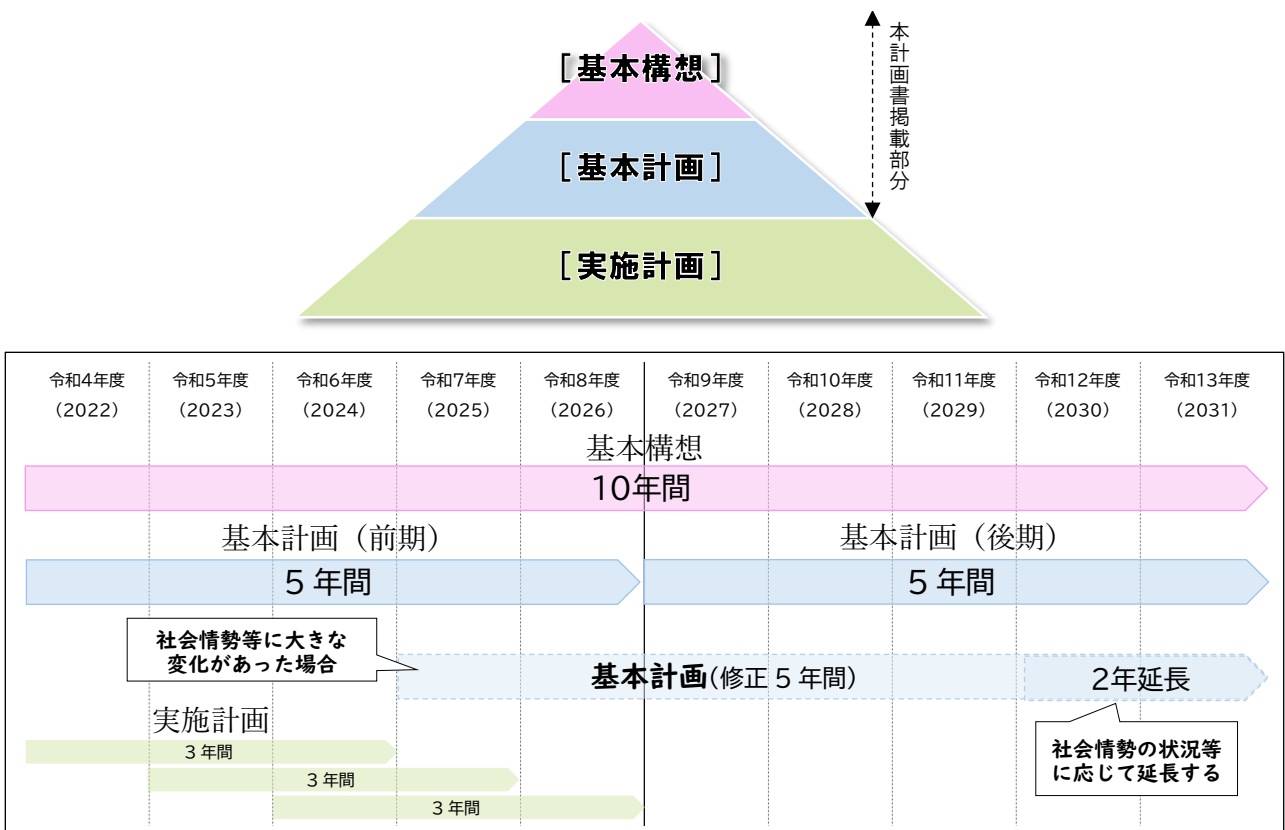 [基本構想]
[基本計画]
[実施計画]
本計画書掲載部分
令和4年度 令和5年度 令和6年度 令和7年度 令和8年度 令和9年度 令和10年度 令和11年度 令和12年度 令和13年度
(2022) (2023) (2024) (2025) (2026) (2027) (2028) (2029) (2030) (2031)
基本構想
10年間
基本計画（前期） 基本計画（後期）
5年間 5年間
社会情勢等に大きな
変化があった場合
基本計画(修正5年間)
2年延長
社会情勢の状況等
に応じて延長する
実施計画
3年間
3年間
3年間